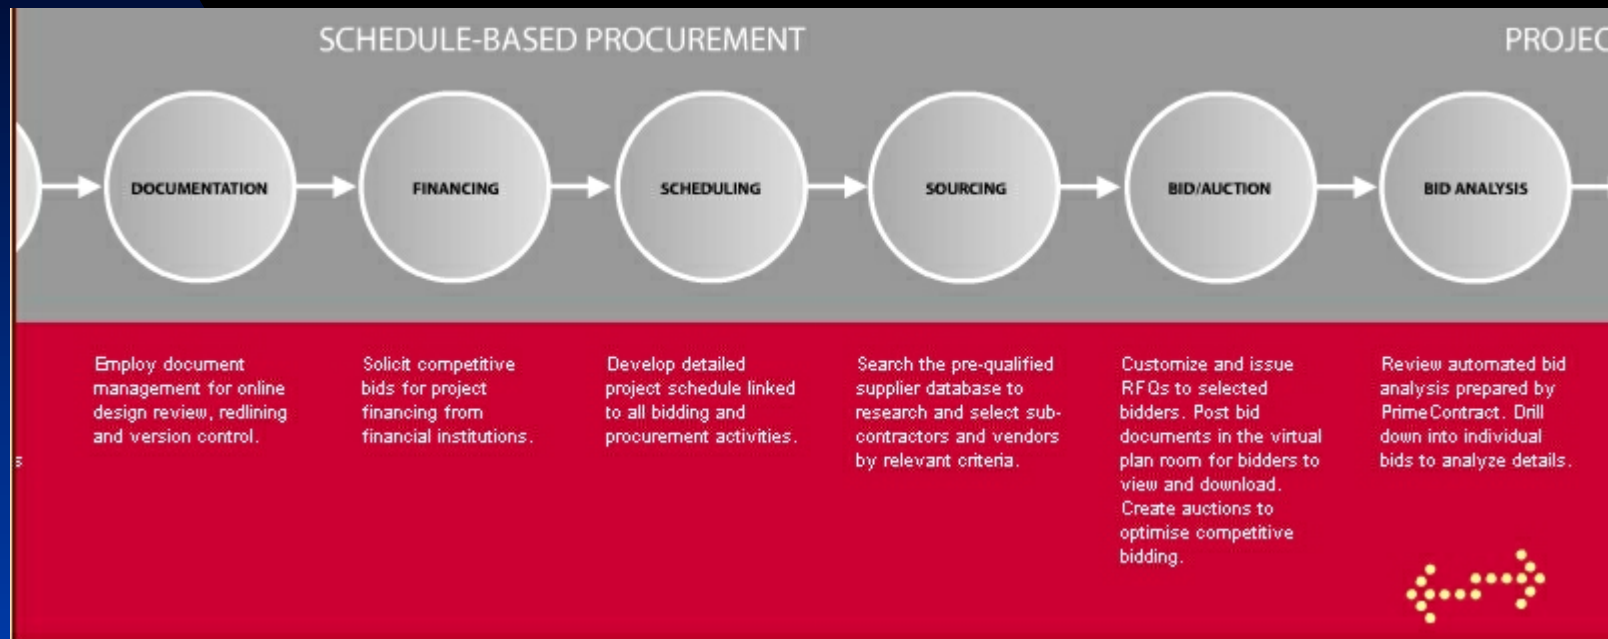 SCHEDULE-BASED PROCUREMENT
PROJEC
DOCUMENTATION
FINANCING
SCHEDULING
SOURCING
BID/AUCTION
BID ANALYSIS
s
Employ document
management for online
design review, redlining
and version control.
Solicit competitive
bids for project
financing from
financial institutions.
Develop detailed
project schedule linked
to all bidding and
procurement activities.
Search the pre-qualified
supplier database to
research and select sub-
contractors and vendors
by relevant criteria.
Customize and issue
RFQs to selected
bidders. Post bid
documents in the virtual
plan room for bidders to
view and download.
Create auctions to
optimise competitive
bidding.
Review automated bid
analysis prepared by
PrimeContract. Drill
down into individual
bids to analyze details.